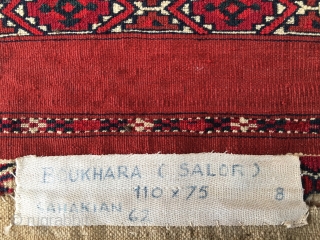 BOUKHARA ( SALOR )
110 x 75 8
SAHAKIAN
62